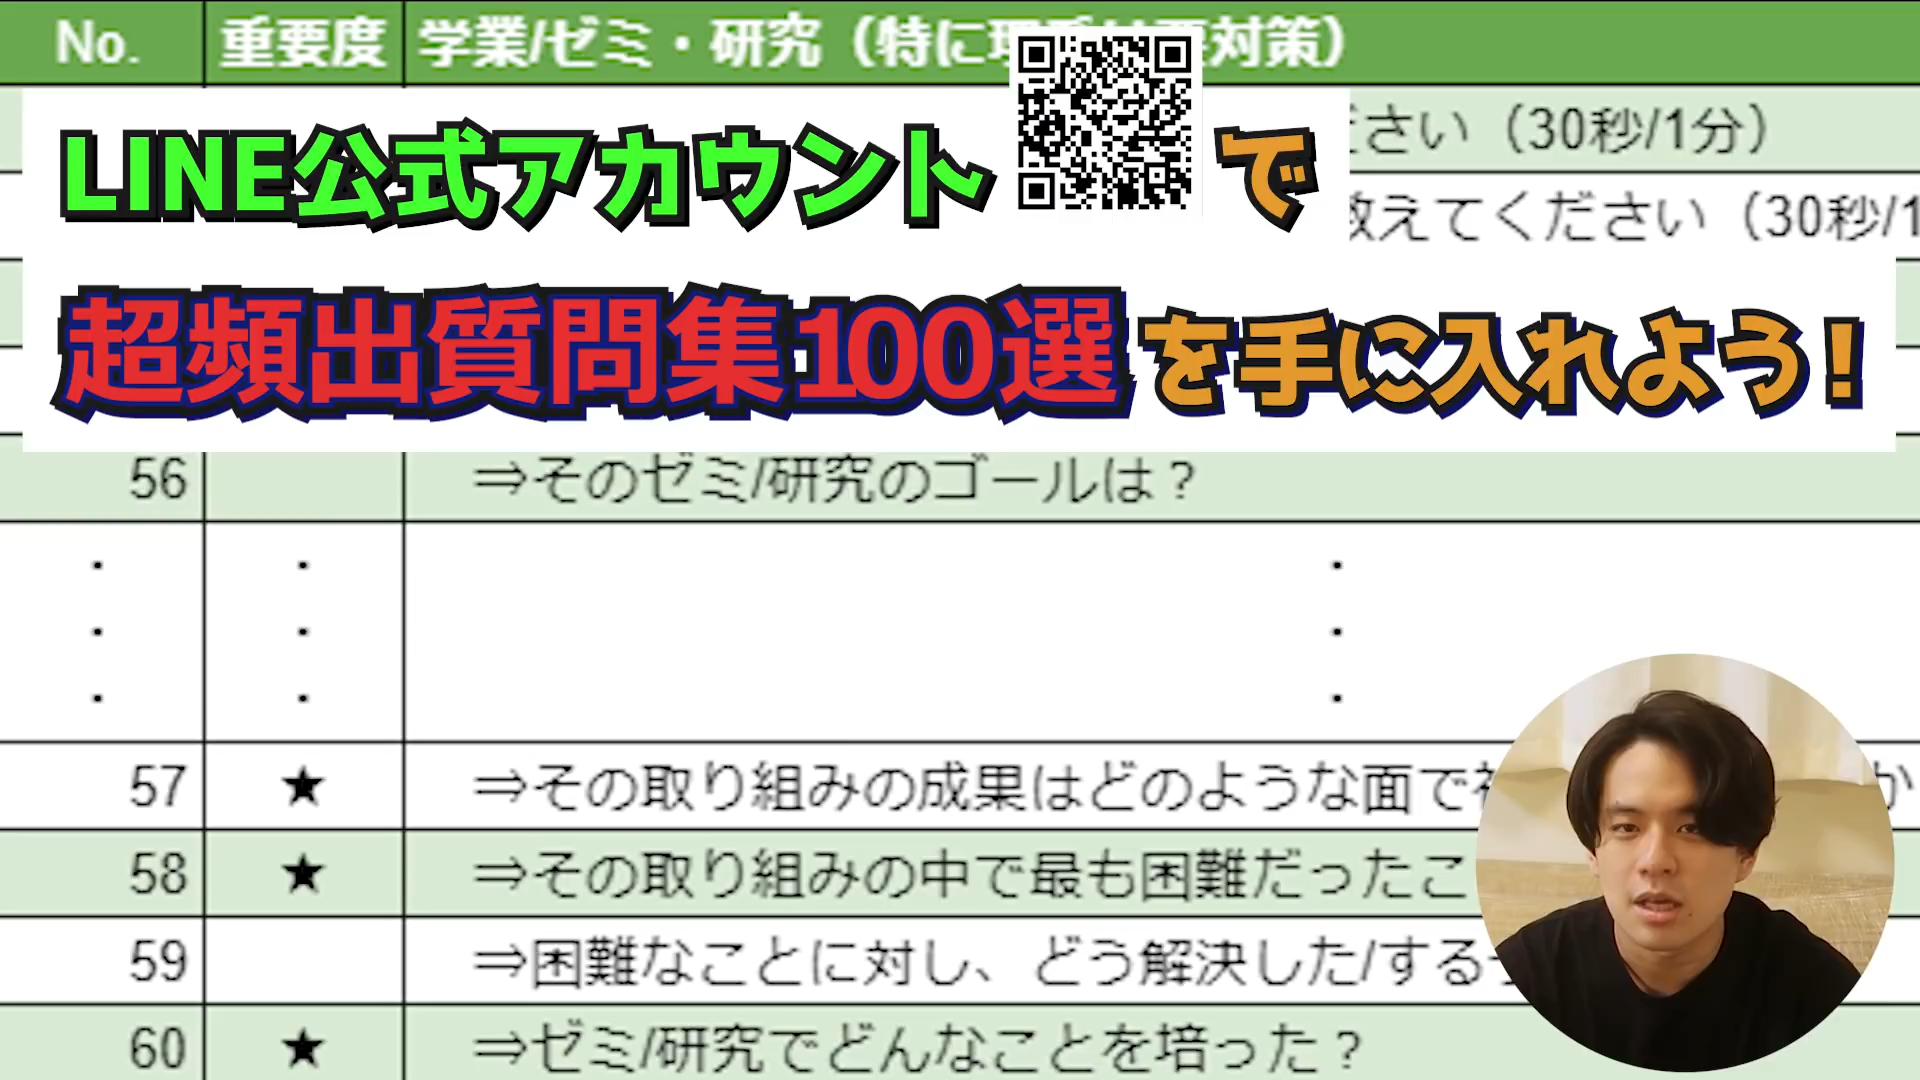 No. 重要度 学業/ゼミ・研究（特に 対策）
ださい（30秒/1分）
LINE公式アカウント で
教えてください（30秒/1
超頻出質問集100選を手に入れよう！
56 ⇒そのゼミ/研究のゴールは？
・ ・ ・
・ ・ ・
・ ・ ・
57 ★ ⇒その取り組みの成果はどのような面で か
58 ★ ⇒その取り組みの中で最も困難だったこ
59 ⇒困難なことに対し、どう解決した/する
60 ★ ⇒ゼミ/研究でどんなことを培った？